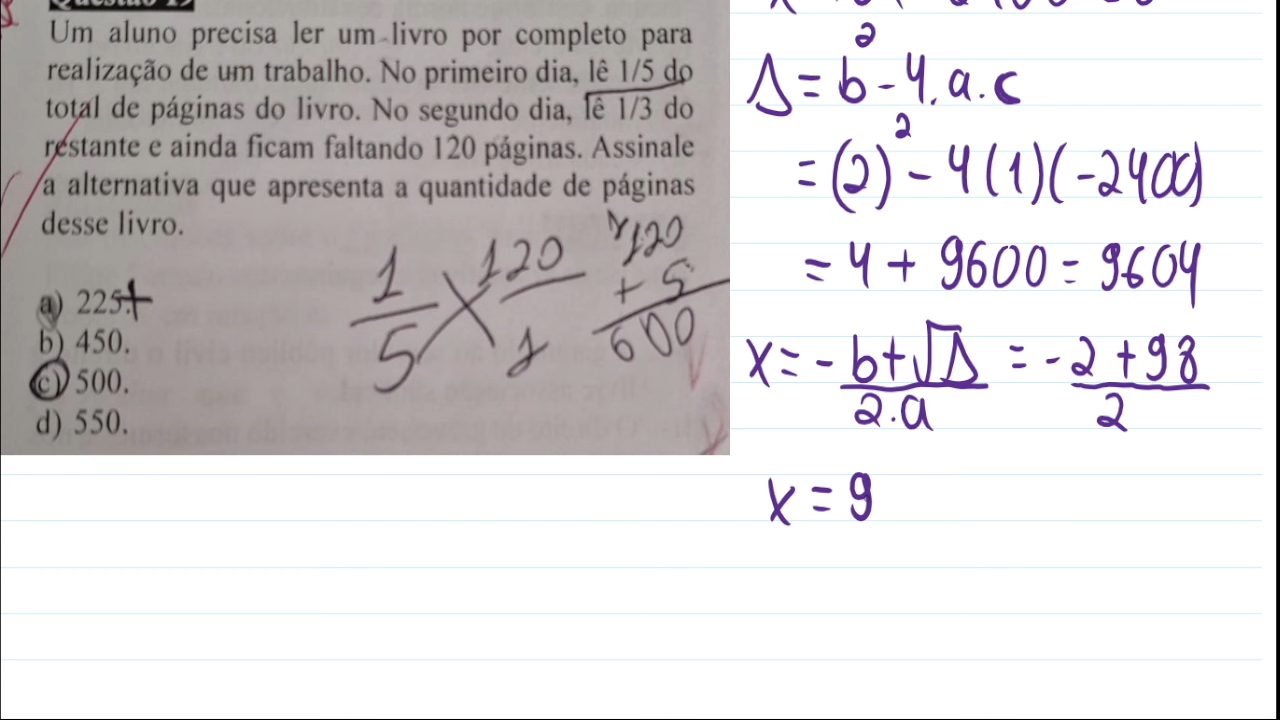 Questão 19
Um aluno precisa ler um livro por completo para
realização de um trabalho. No primeiro dia, lê 1/5 do
total de páginas do livro. No segundo dia, lê 1/3 do
restante e ainda ficam faltando 120 páginas. Assinale
a alternativa que apresenta a quantidade de páginas
desse livro.
a) 225.
b) 450.
c) 500.
d) 550.
1/5 × 120/1
120
+ 5
600
Δ = b² - 4.a.c
= (2)² - 4(1)(-2400)
= 4 + 9600 = 9604
x = -b+√Δ / 2.a = -2+98 / 2
x = 9